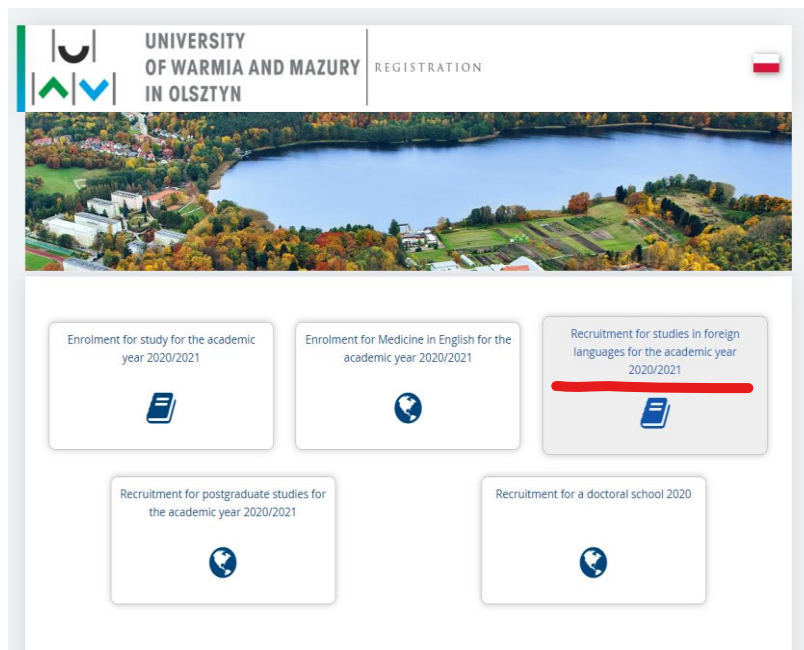 UNIVERSITY
OF WARMIA AND MAZURY
IN OLSZTYN
REGISTRATION
Enrolment for study for the academic
year 2020/2021
Enrolment for Medicine in English for the
academic year 2020/2021
Recruitment for studies in foreign
languages for the academic year
2020/2021
Recruitment for postgraduate studies for
the academic year 2020/2021
Recruitment for a doctoral school 2020